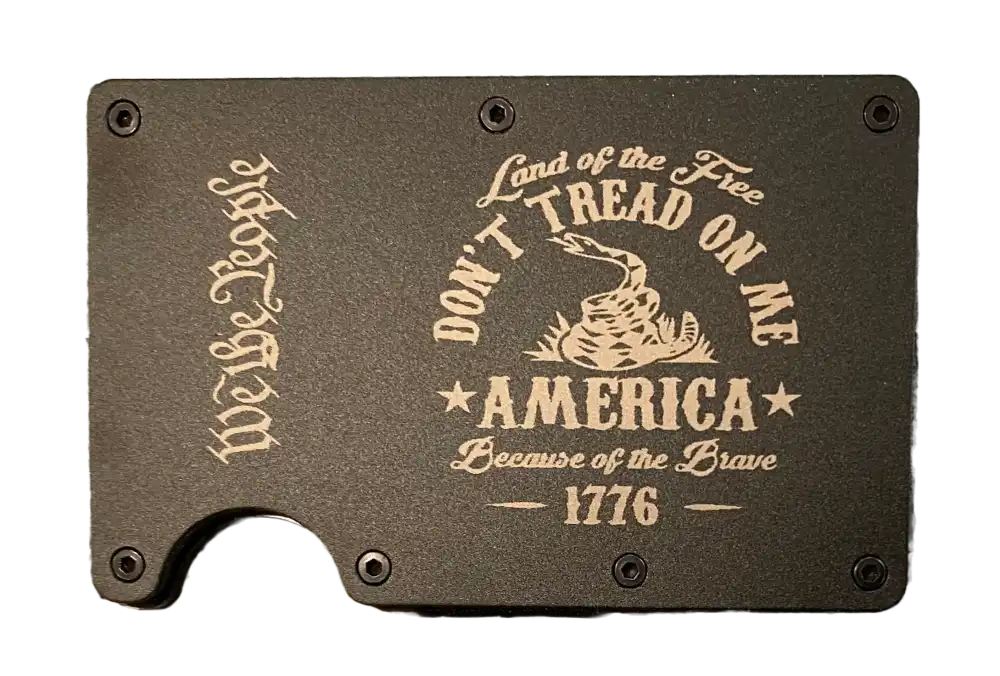 We the People
Land of the Free
DON'T TREAD ON ME
AMERICA
Because of the Brave
1776